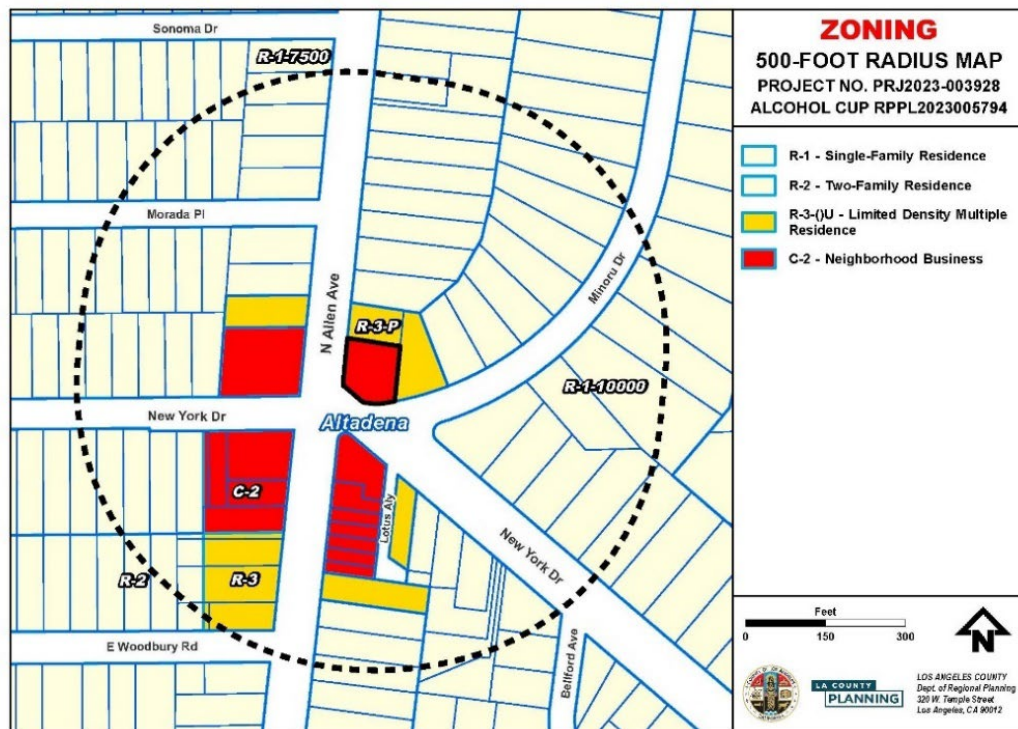 ZONING
500-FOOT RADIUS MAP
PROJECT NO. PRJ2023-003928
ALCOHOL CUP RPPL2023005794
R-1 - Single-Family Residence
R-2 - Two-Family Residence
R-3-()U - Limited Density Multiple
Residence
C-2 - Neighborhood Business
Sonoma Dr
R-1-7500
Morada Pl
N Allen Ave
Minoru Dr
R-3-P
R-1-10000
New York Dr
Altadena
C-2
Lotus Aly
New York Dr
R-2
R-3
E Woodbury Rd
Bellford Ave
Feet
0 150 300
N
LA COUNTY
PLANNING
LOS ANGELES COUNTY
Dept. of Regional Planning
320 W. Temple Street
Los Angeles, CA 90012